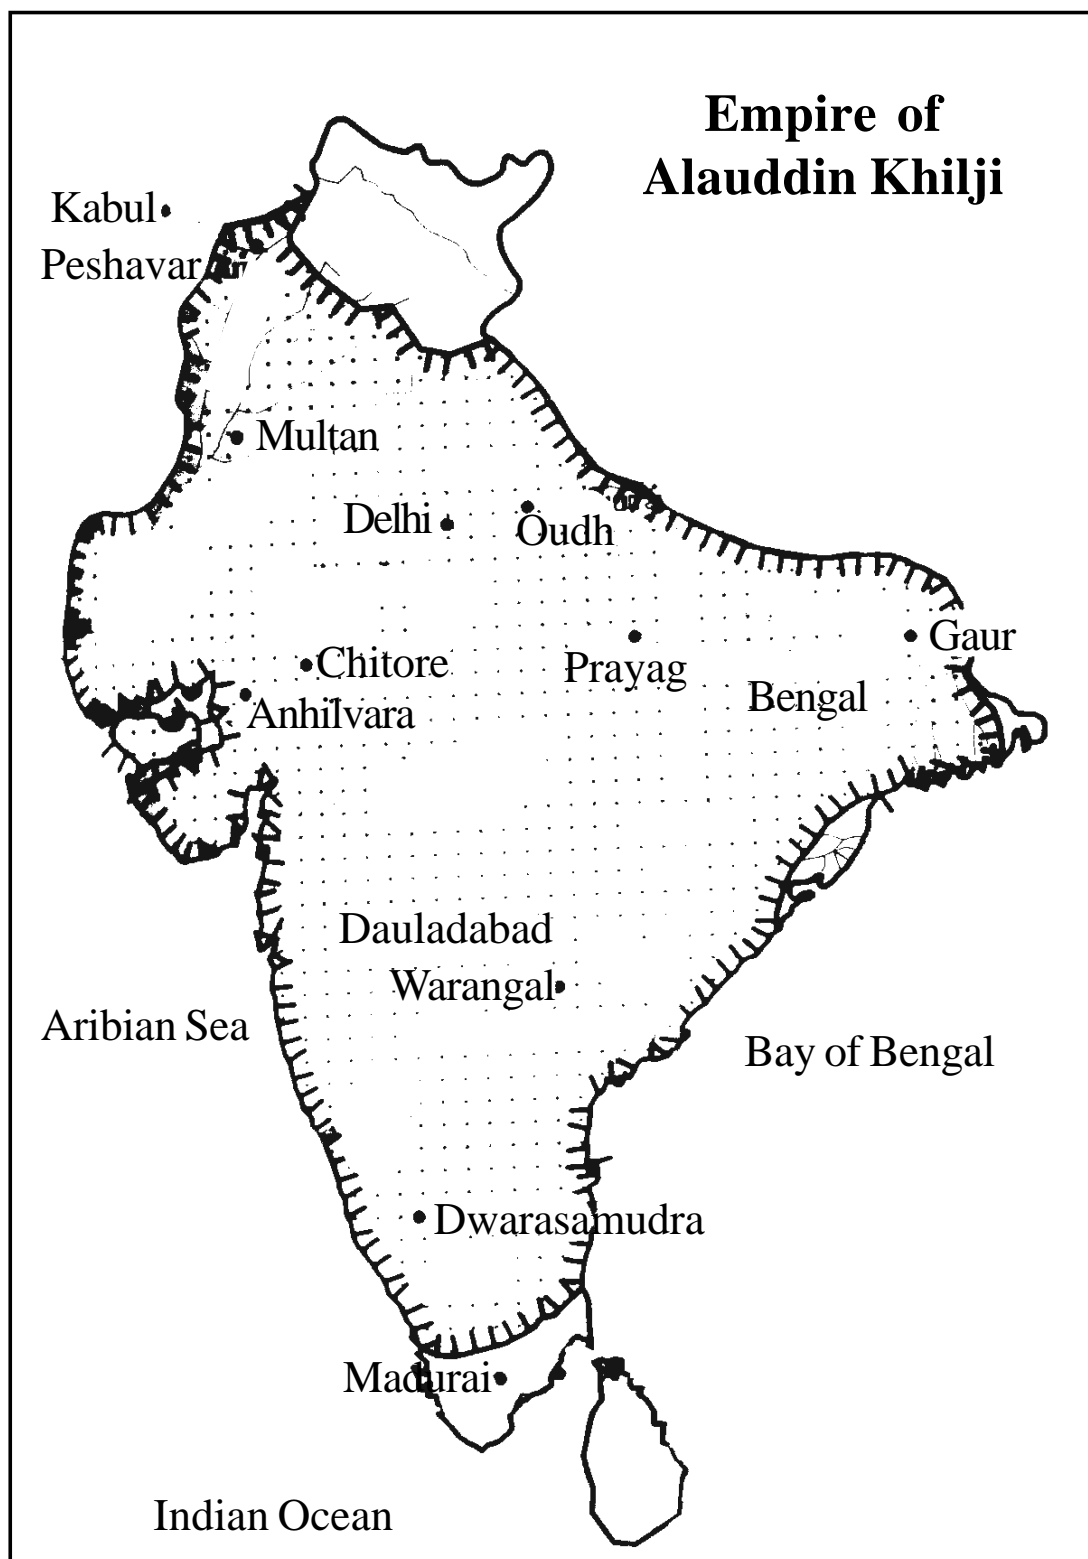 Empire of
Alauddin Khilji
Kabul
Peshavar
Multan
Delhi
Oudh
Gaur
Chitore
Prayag
Bengal
Anhilvara
Dauladabad
Warangal
Aribian Sea
Bay of Bengal
Dwarasamudra
Madurai
Indian Ocean